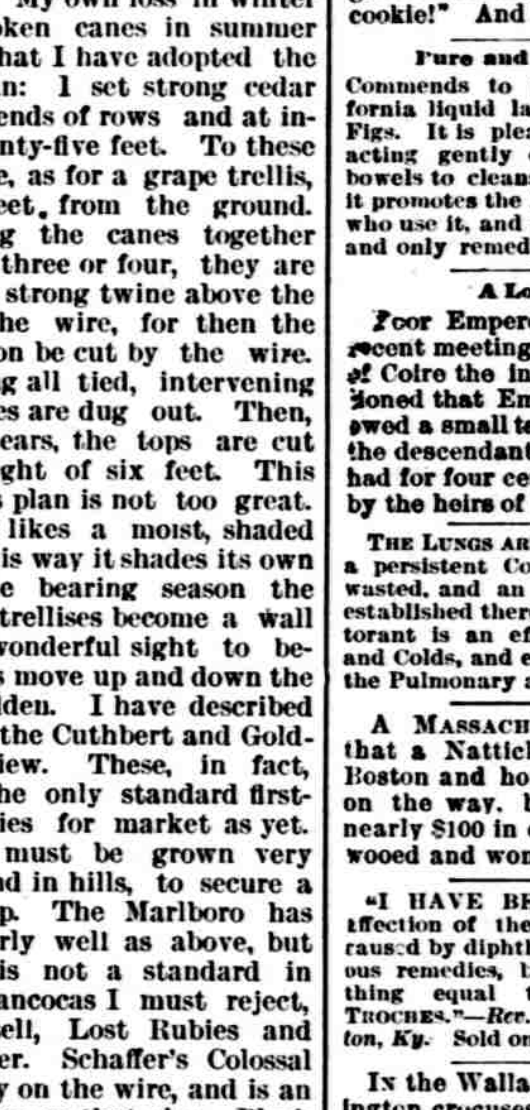 My own loss in winter
oken canes in summer
hat I have adopted the
n: I set strong cedar
ends of rows and at in-
nty-five feet. To these
e, as for a grape trellis,
eet, from the ground.
g the canes together
three or four, they are
strong twine above the
he wire, for then the
on be cut by the wire.
g all tied, intervening
es are dug out. Then,
ears, the tops are cut
ght of six feet. This
s plan is not too great.
likes a moist, shaded
is way it shades its own
e bearing season the
trellises become a wall
wonderful sight to be-
s move up and down the
den. I have described
the Cuthbert and Gold-
iew. These, in fact,
he only standard first-
ies for market as yet.
must be grown very
nd in hills, to secure a
p. The Marlboro has
rly well as above, but
is not a standard in
ancocas I must reject,
ell, Lost Rubies and
er. Schaffer's Colossal
y on the wire, and is an
cookie!" And
Pure and
Commends to
fornia liquid la
Figs. It is plea
acting gently
bowels to cleans
it promotes the
who use it, and
and only remed
A Lo
Poor Emper
recent meeting
of Coire the in
tioned that Em
owed a small te
the descendant
had for four ce
by the heirs of
THE LUNGS AR
a persistent Co
wasted, and an
established ther
torant is an ef
and Colds, and e
the Pulmonary a
A MASSACH
that a Nattick
Boston and ho
on the way. h
nearly $100 in
wooed and won
"I HAVE BE
affection of the
caused by diphth
ous remedies, b
thing equal t
TROCHES."—Rev.
ton, Ky. Sold on
IN the Walla
ington aroused